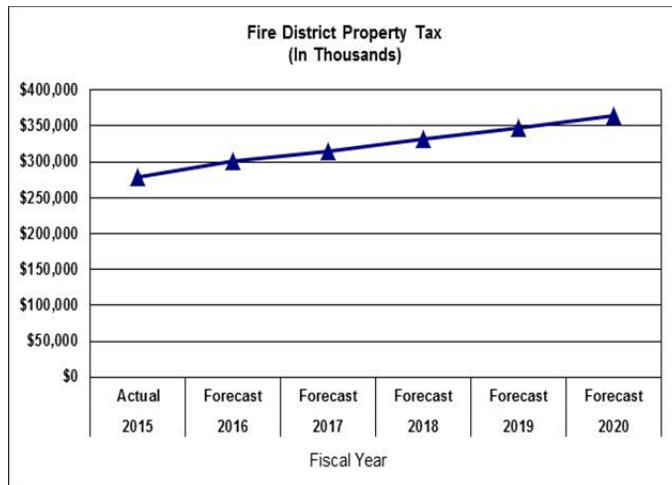 Fire District Property Tax
(In Thousands)
$400,000
$350,000
$300,000
$250,000
$200,000
$150,000
$100,000
$50,000
$0
Actual Forecast Forecast Forecast Forecast Forecast
2015 2016 2017 2018 2019 2020
Fiscal Year